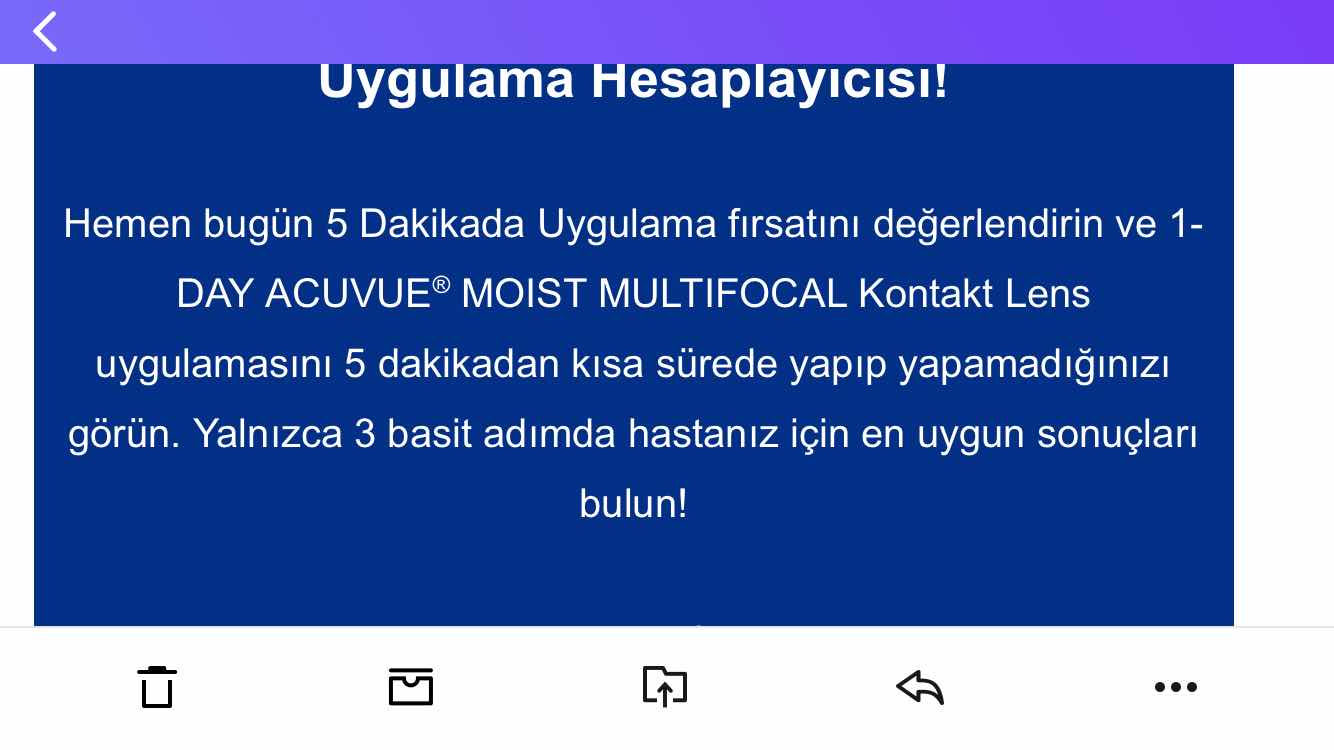 Uygulama Hesaplayıcısı!
Hemen bugün 5 Dakikada Uygulama fırsatını değerlendirin ve 1-
DAY ACUVUE® MOIST MULTIFOCAL Kontakt Lens
uygulamasını 5 dakikadan kısa sürede yapıp yapamadığınızı
görün. Yalnızca 3 basit adımda hastanız için en uygun sonuçları
bulun!